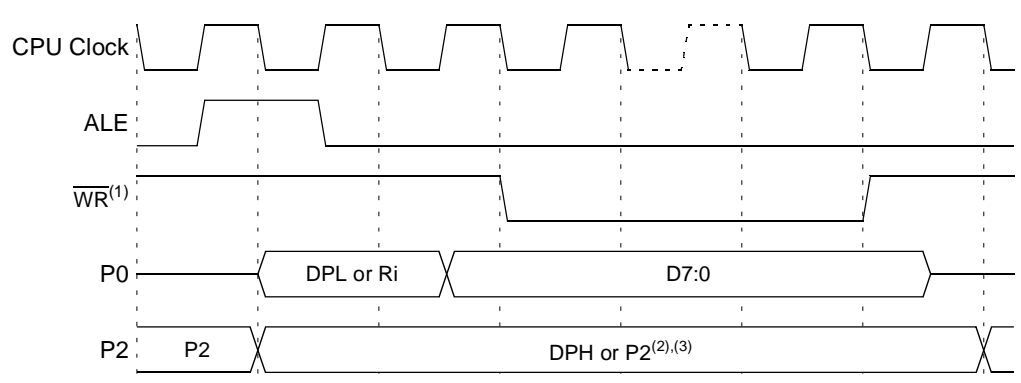 CPU Clock
ALE
WR(1)
P0 DPL or Ri D7:0
P2 P2 DPH or P2(2),(3)